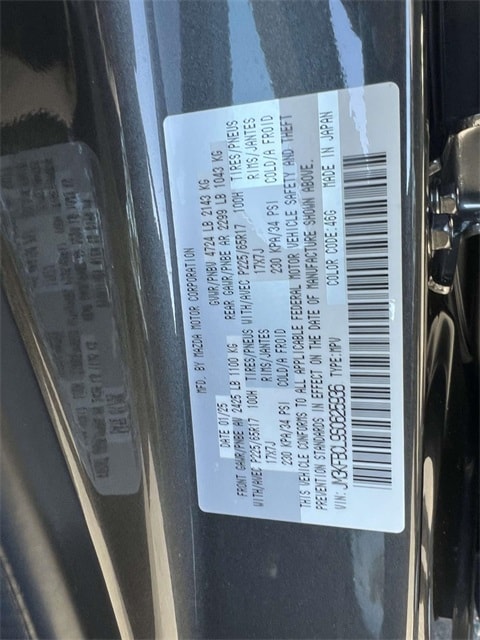 MFD. BY MAZDA MOTOR CORPORATION
DATE 01/25 GVWR/PNBV 4724 LB 2143 KG
FRONT GAWR/PNBE AV 2425 LB 1100 KG REAR GAWR/PNBE AR 2299 LB 1043 KG
WITH/AVEC P225/65R17 100H TIRES/PNEUS WITH/AVEC P225/65R17 100H TIRES/PNEUS
17X7J RIMS/JANTES 17X7J RIMS/JANTES
230 KPA/34 PSI COLD/A FROID 230 KPA/34 PSI COLD/A FROID
THIS VEHICLE CONFORMS TO ALL APPLICABLE FEDERAL MOTOR VEHICLE SAFETY AND THEFT
PREVENTION STANDARDS IN EFFECT ON THE DATE OF MANUFACTURE SHOWN ABOVE.
VIN: JM3KFBCL9S0625936 TYPE:MPV COLOR CODE:46G MADE IN JAPAN